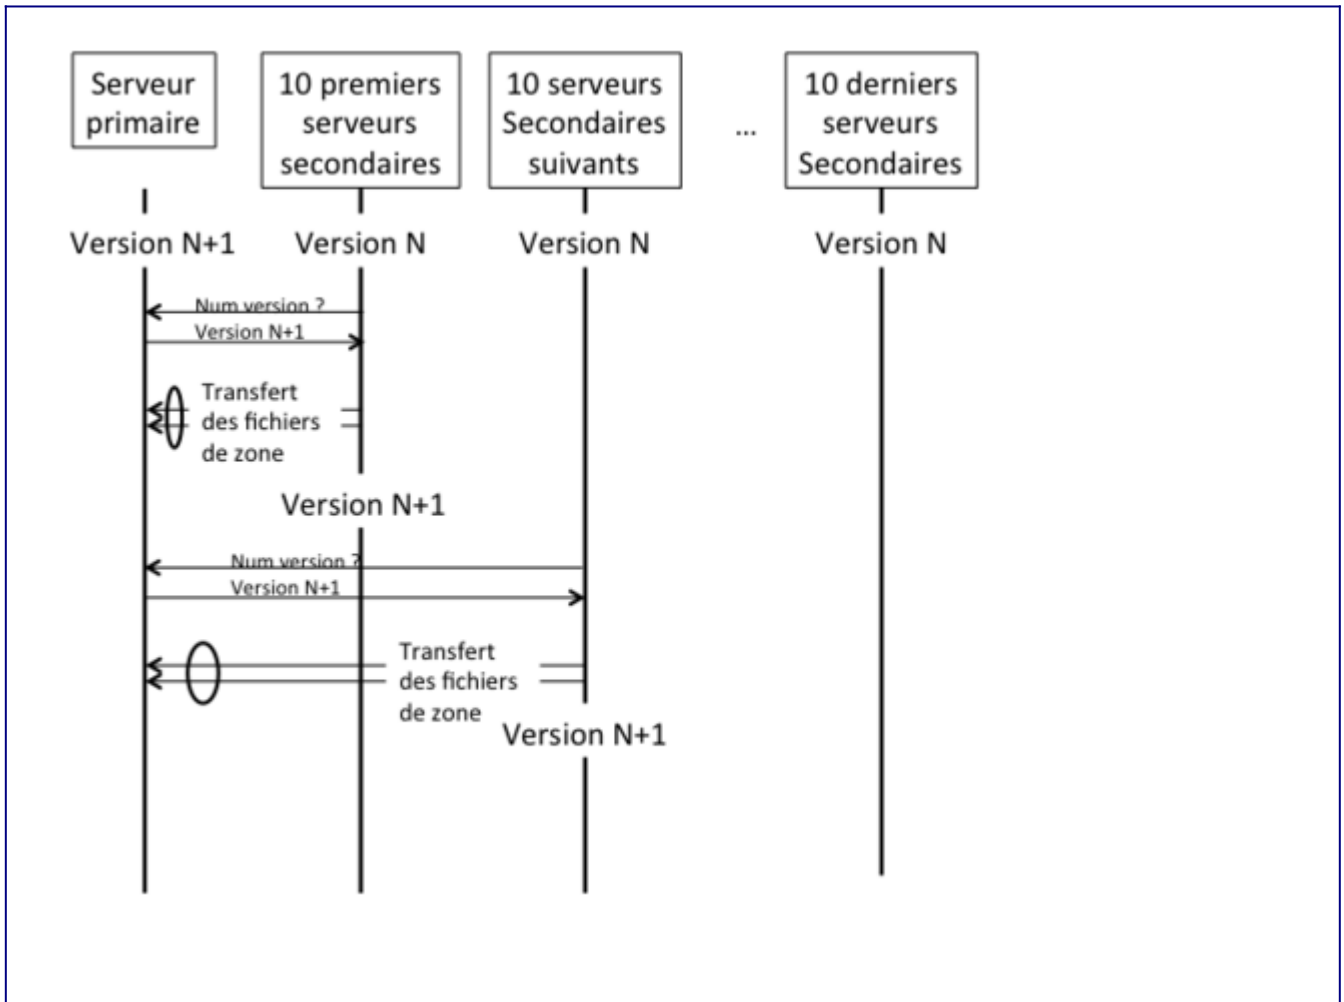 Serveur
primaire
10 premiers
serveurs
secondaires
10 serveurs
Secondaires
suivants
...
10 derniers
serveurs
Secondaires
Version N+1
Version N
Version N
Version N
Num version ?
Version N+1
Transfert
des fichiers
de zone
Version N+1
Num version ?
Version N+1
Transfert
des fichiers
de zone
Version N+1